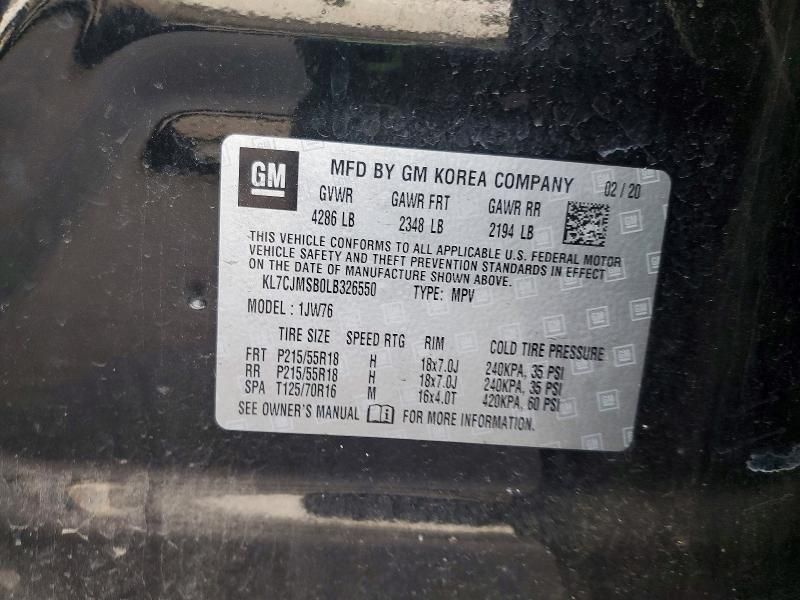 GM
MFD BY GM KOREA COMPANY 02 / 20
GVWR GAWR FRT GAWR RR
4286 LB 2348 LB 2194 LB
THIS VEHICLE CONFORMS TO ALL APPLICABLE U.S. FEDERAL MOTOR
VEHICLE SAFETY AND THEFT PREVENTION STANDARDS IN EFFECT
ON THE DATE OF MANUFACTURE SHOWN ABOVE.
KL7CJMSB0LB326550 TYPE: MPV
MODEL : 1JW76
TIRE SIZE SPEED RTG RIM COLD TIRE PRESSURE
FRT P215/55R18 H 18x7.0J 240KPA, 35 PSI
RR P215/55R18 H 18x7.0J 240KPA, 35 PSI
SPA T125/70R16 M 16x4.0T 420KPA, 60 PSI
SEE OWNER'S MANUAL FOR MORE INFORMATION.